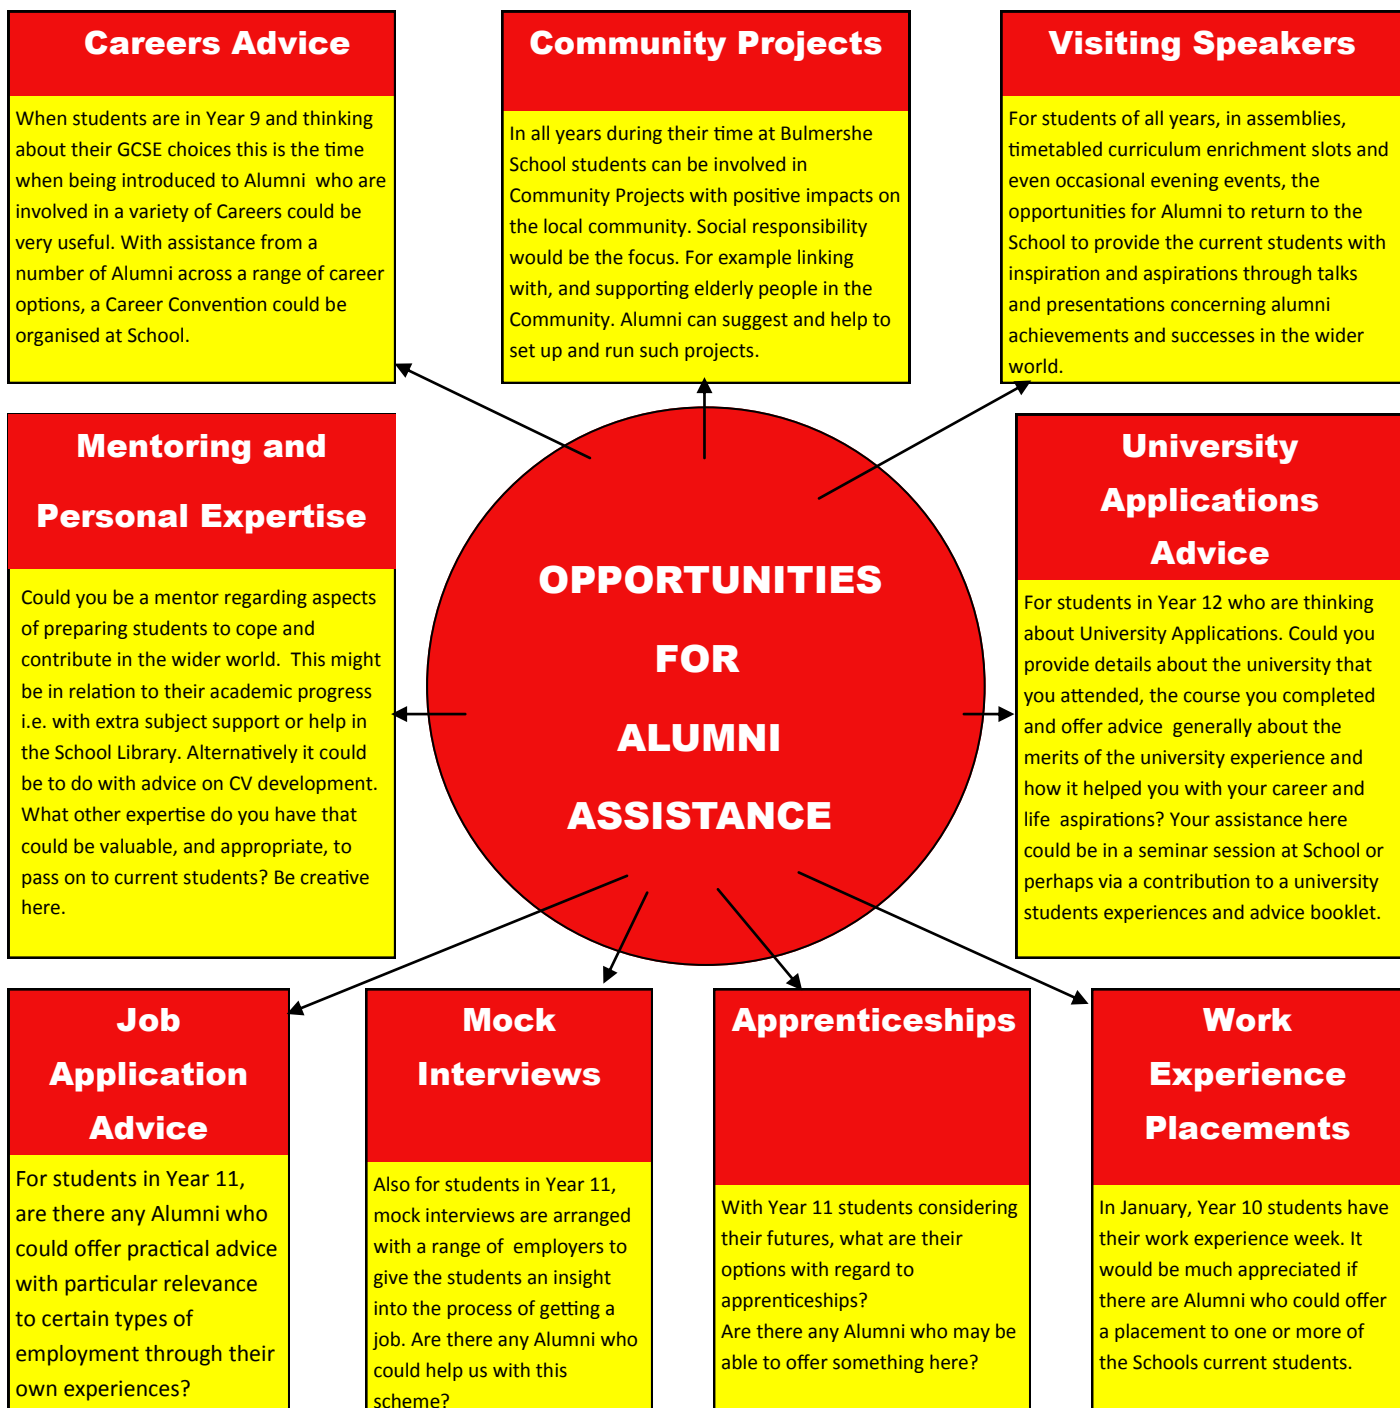 Careers Advice
When students are in Year 9 and thinking
about their GCSE choices this is the time
when being introduced to Alumni who are
involved in a variety of Careers could be
very useful. With assistance from a
number of Alumni across a range of career
options, a Career Convention could be
organised at School.
Community Projects
In all years during their time at Bulmershe
School students can be involved in
Community Projects with positive impacts on
the local community. Social responsibility
would be the focus. For example linking
with, and supporting elderly people in the
Community. Alumni can suggest and help to
set up and run such projects.
Visiting Speakers
For students of all years, in assemblies,
timetabled curriculum enrichment slots and
even occasional evening events, the
opportunities for Alumni to return to the
School to provide the current students with
inspiration and aspirations through talks
and presentations concerning alumni
achievements and successes in the wider
world.
Mentoring and
Personal Expertise
Could you be a mentor regarding aspects
of preparing students to cope and
contribute in the wider world. This might
be in relation to their academic progress
i.e. with extra subject support or help in
the School Library. Alternatively it could
be to do with advice on CV development.
What other expertise do you have that
could be valuable, and appropriate, to
pass on to current students? Be creative
here.
OPPORTUNITIES
FOR
ALUMNI
ASSISTANCE
University
Applications
Advice
For students in Year 12 who are thinking
about University Applications. Could you
provide details about the university that
you attended, the course you completed
and offer advice generally about the
merits of the university experience and
how it helped you with your career and
life aspirations? Your assistance here
could be in a seminar session at School or
perhaps via a contribution to a university
students experiences and advice booklet.
Job
Application
Advice
For students in Year 11,
are there any Alumni who
could offer practical advice
with particular relevance
to certain types of
employment through their
own experiences?
Mock
Interviews
Also for students in Year 11,
mock interviews are arranged
with a range of employers to
give the students an insight
into the process of getting a
job. Are there any Alumni who
could help us with this
scheme?
Apprenticeships
With Year 11 students considering
their futures, what are their
options with regard to
apprenticeships?
Are there any Alumni who may be
able to offer something here?
Work
Experience
Placements
In January, Year 10 students have
their work experience week. It
would be much appreciated if
there are Alumni who could offer
a placement to one or more of
the Schools current students.